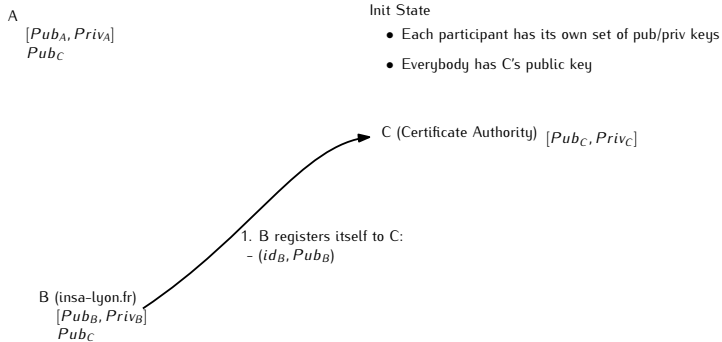 A
[Pub_A, Priv_A]
Pub_C
Init State
• Each participant has its own set of pub/priv keys
• Everybody has C's public key
C (Certificate Authority) [Pub_C, Priv_C]
1. B registers itself to C:
- (id_B, Pub_B)
B (insa-lyon.fr)
[Pub_B, Priv_B]
Pub_C